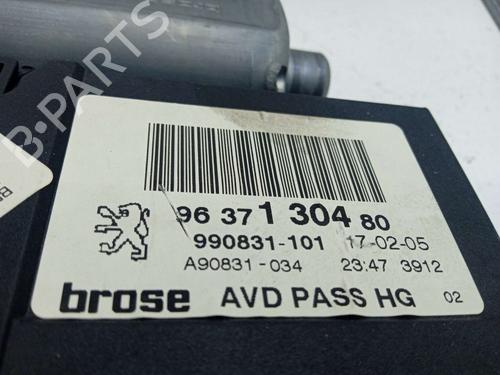 B-PARTS
96 37 1 304 80
990831-101 17-02-05
A90831-034 23:47 3912
brose AVD PASS HG 02